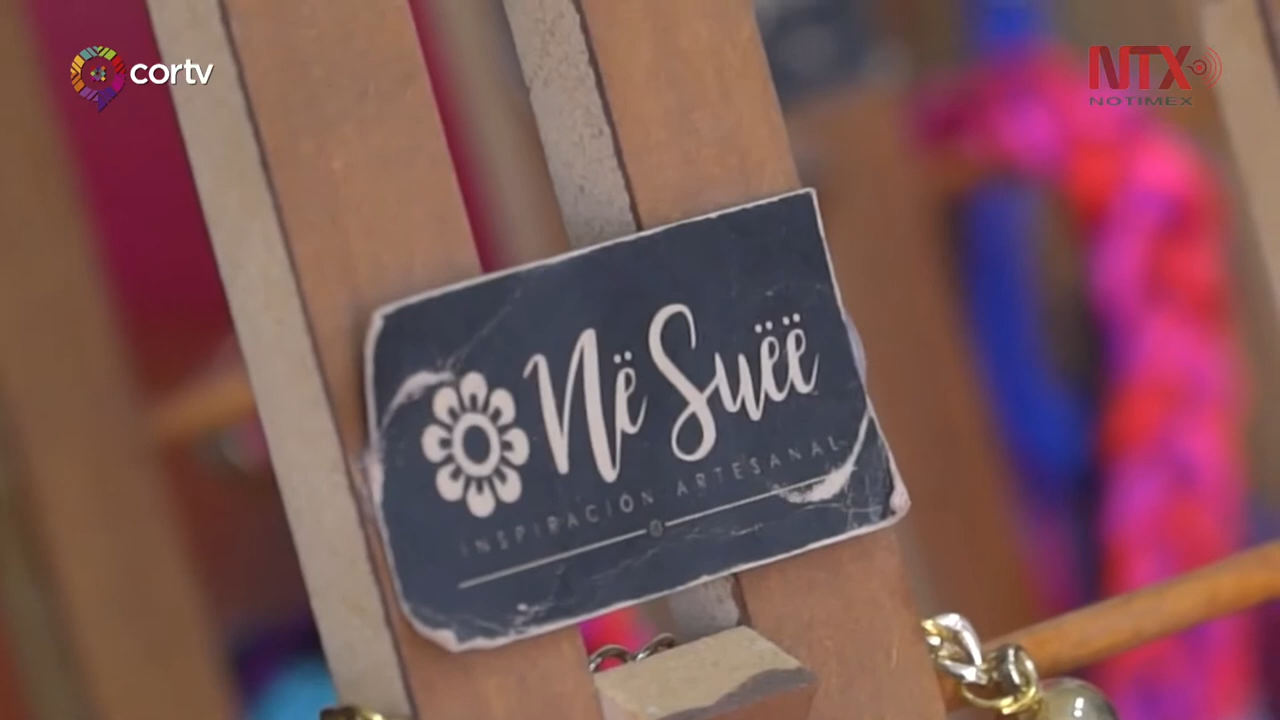 cortv
NTX
NOTIMEX
Në Suëë
INSPIRACIÓN ARTESANAL